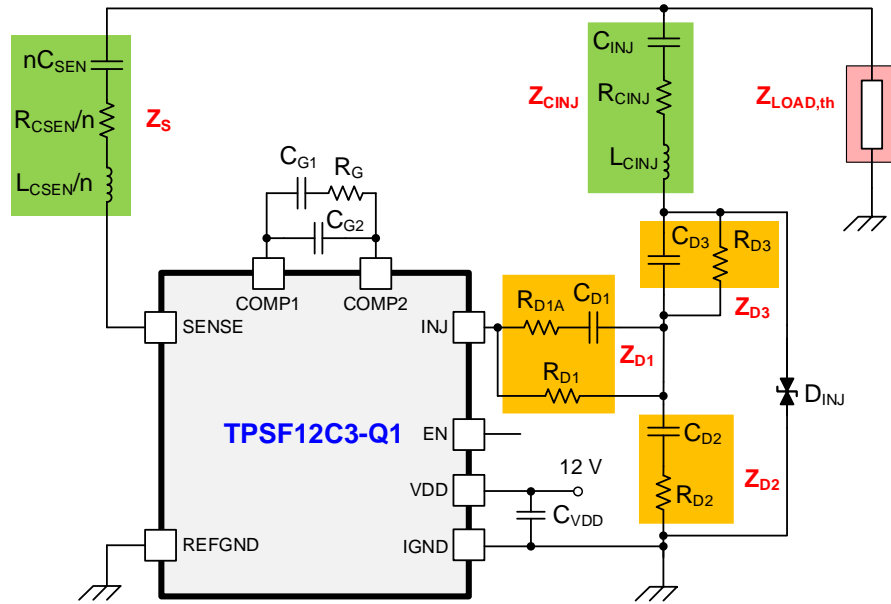 C_INJ
nC_SEN
Z_CINJ
R_CINJ
Z_LOAD,th
R_CSEN/n
Z_S
L_CINJ
C_G1
R_G
L_CSEN/n
C_G2
C_D3
R_D3
COMP1
COMP2
R_D1A
C_D1
Z_D3
SENSE
INJ
Z_D1
R_D1
D_INJ
TPSF12C3-Q1
EN
C_D2
Z_D2
12 V
VDD
R_D2
C_VDD
REFGND
IGND